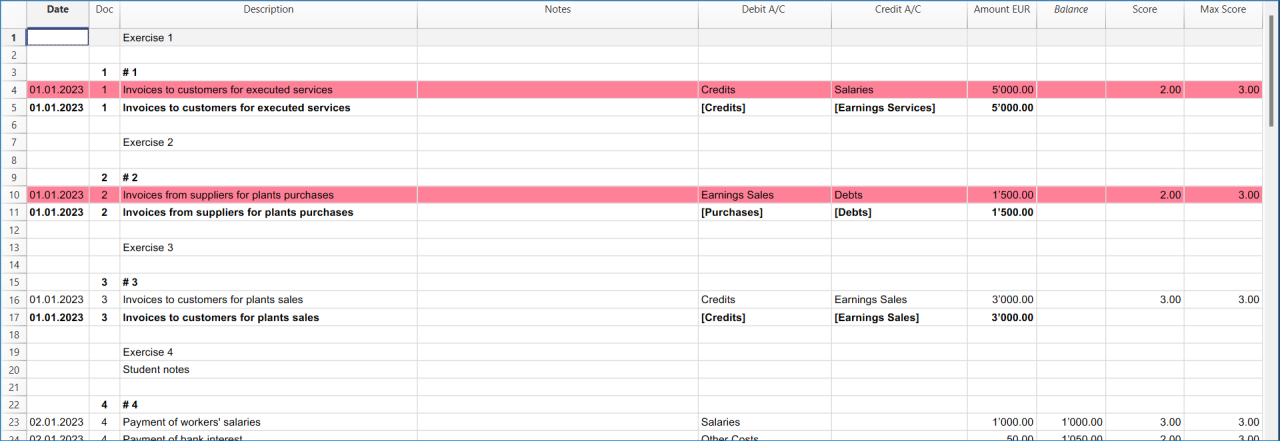 Date Doc Description Notes Debit A/C Credit A/C Amount EUR Balance Score Max Score
1 Exercise 1
2
3 1 # 1
4 01.01.2023 1 Invoices to customers for executed services Credits Salaries 5'000.00 2.00 3.00
5 01.01.2023 1 Invoices to customers for executed services [Credits] [Earnings Services] 5'000.00
6
7 Exercise 2
8
9 2 # 2
10 01.01.2023 2 Invoices from suppliers for plants purchases Earnings Sales Debts 1'500.00 2.00 3.00
11 01.01.2023 2 Invoices from suppliers for plants purchases [Purchases] [Debts] 1'500.00
12
13 Exercise 3
14
15 3 # 3
16 01.01.2023 3 Invoices to customers for plants sales Credits Earnings Sales 3'000.00 3.00 3.00
17 01.01.2023 3 Invoices to customers for plants sales [Credits] [Earnings Sales] 3'000.00
18
19 Exercise 4
20 Student notes
21
22 4 # 4
23 02.01.2023 4 Payment of workers' salaries Salaries 1'000.00 1'000.00 3.00 3.00
24 02.01.2023 4 Payment of bank interest Other Costs 50.00 1'050.00 2.00 3.00